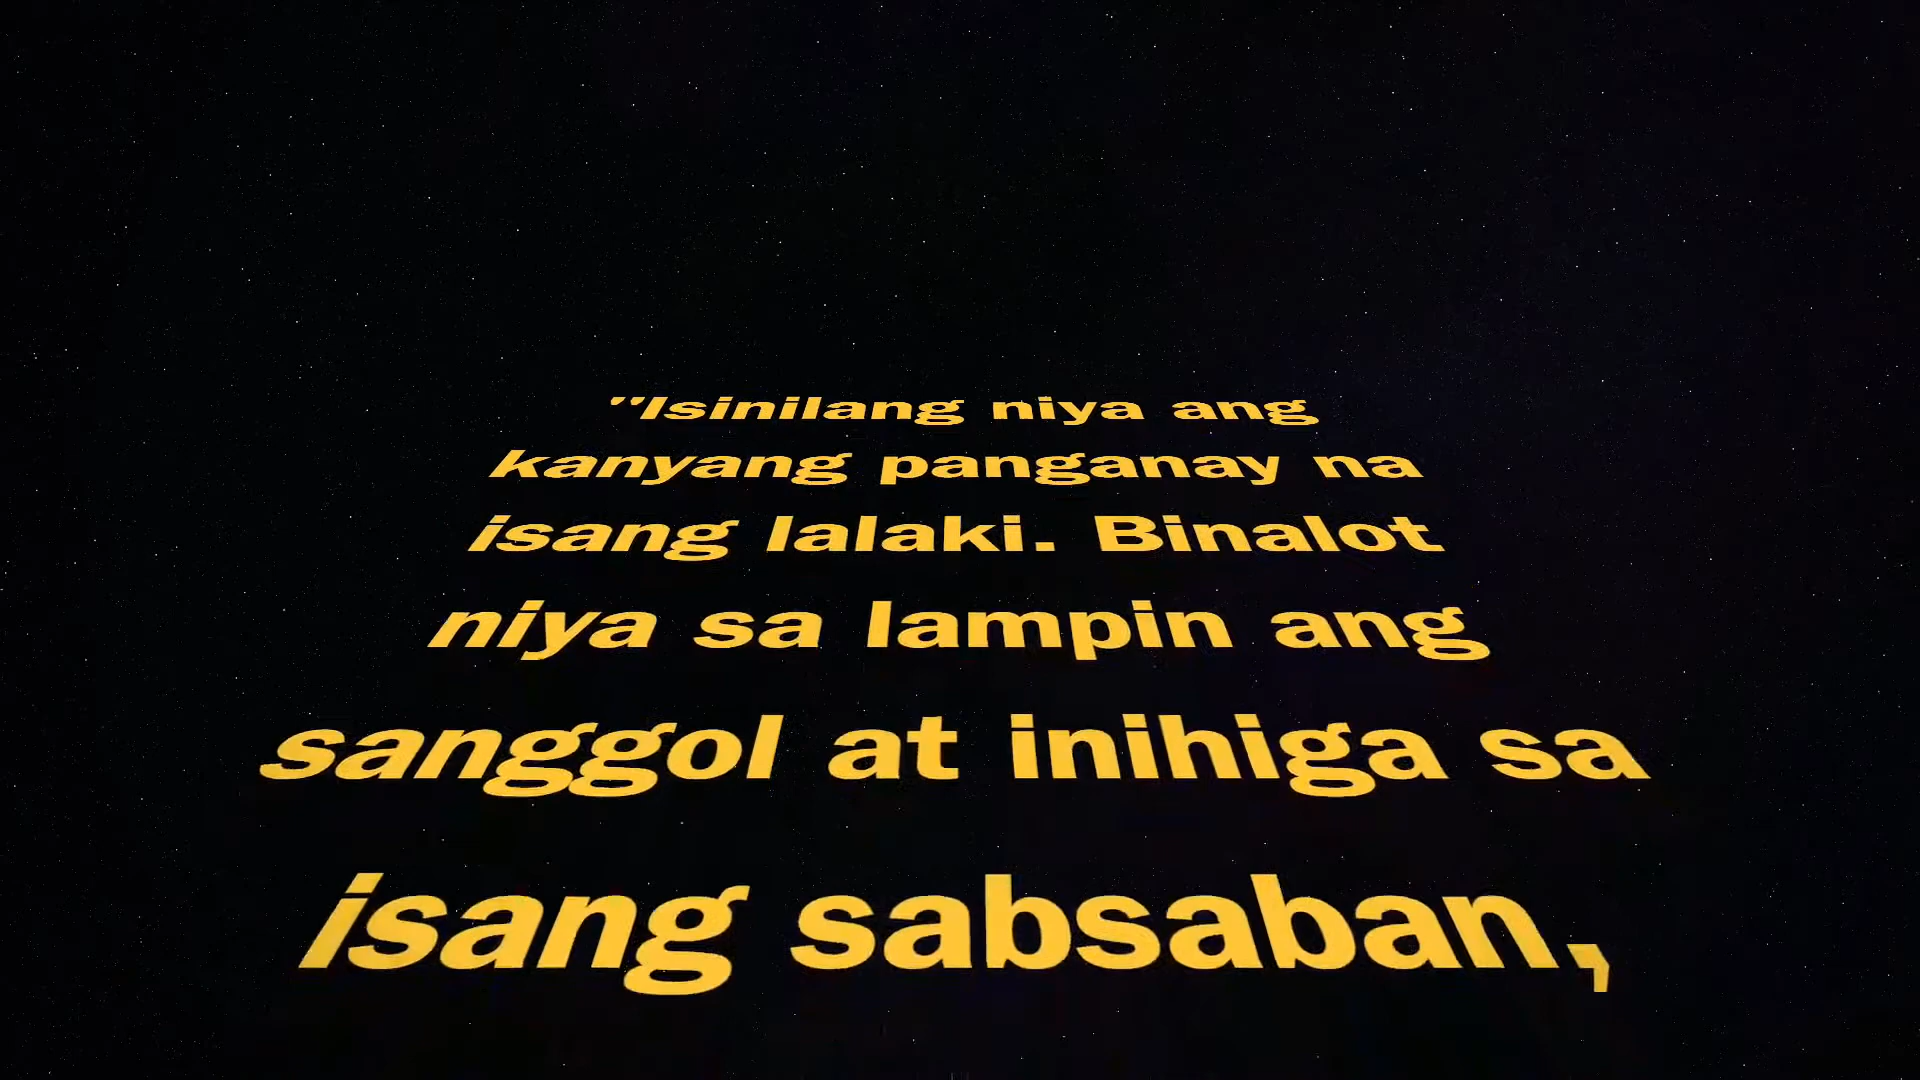 "Isinilang niya ang
kanyang panganay na
isang lalaki. Binalot
niya sa lampin ang
sanggol at inihiga sa
isang sabsaban,